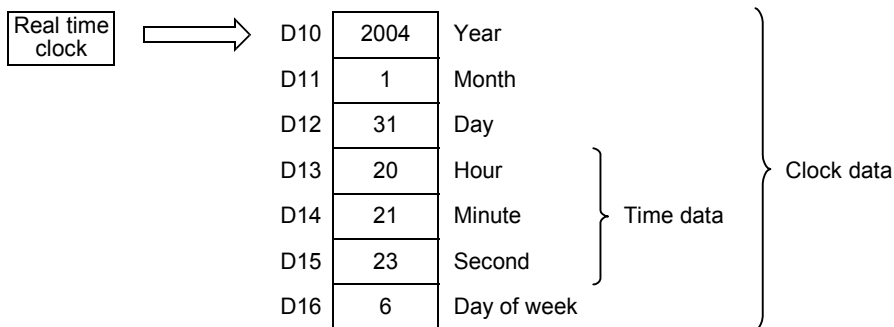 Real time
clock
D10 2004 Year
D11 1 Month
D12 31 Day
D13 20 Hour
D14 21 Minute
D15 23 Second
D16 6 Day of week
Time data
Clock data